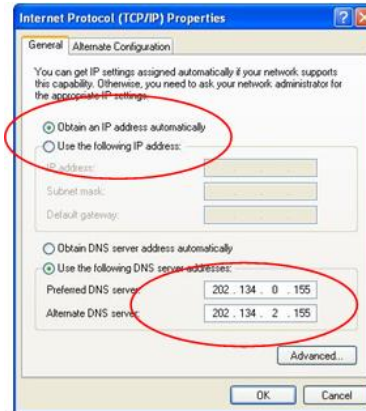 Internet Protocol (TCP/IP) Properties
General
Alternate Configuration
You can get IP settings assigned automatically if your network supports
this capability. Otherwise, you need to ask your network administrator for
the appropriate IP settings.
Obtain an IP address automatically
Use the following IP address:
IP address:
Subnet mask:
Default gateway:
Obtain DNS server address automatically
Use the following DNS server addresses:
Preferred DNS server: 202 . 134 . 0 . 155
Alternate DNS server: 202 . 134 . 2 . 155
Advanced...
OK
Cancel